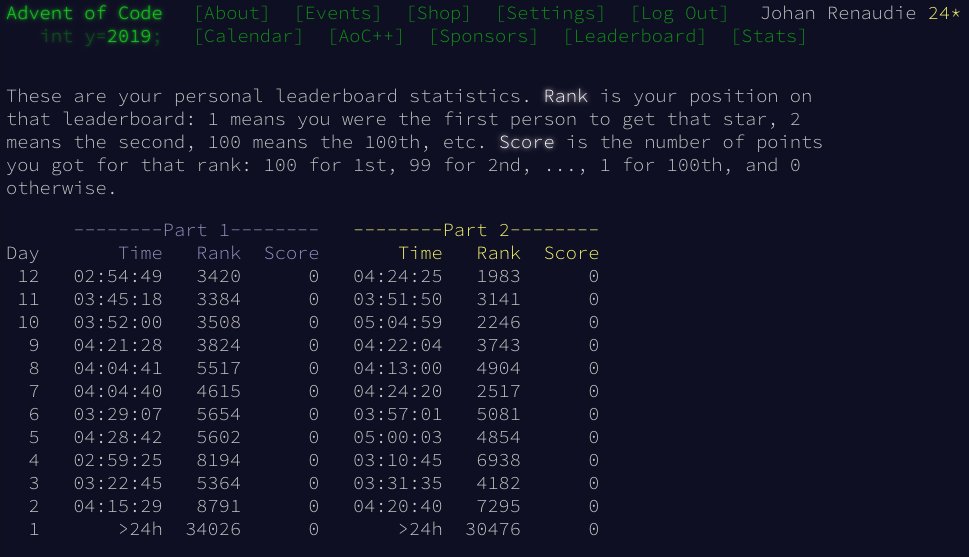 Advent of Code [About] [Events] [Shop] [Settings] [Log Out] Johan Renaudie 24*
int y=2019; [Calendar] [AoC++] [Sponsors] [Leaderboard] [Stats]
These are your personal leaderboard statistics. Rank is your position on
that leaderboard: 1 means you were the first person to get that star, 2
means the second, 100 means the 100th, etc. Score is the number of points
you got for that rank: 100 for 1st, 99 for 2nd, ..., 1 for 100th, and 0
otherwise.
--------Part 1-------- --------Part 2--------
Day Time Rank Score Time Rank Score
12 02:54:49 3420 0 04:24:25 1983 0
11 03:45:18 3384 0 03:51:50 3141 0
10 03:52:00 3508 0 05:04:59 2246 0
9 04:21:28 3824 0 04:22:04 3743 0
8 04:04:41 5517 0 04:13:00 4904 0
7 04:04:40 4615 0 04:24:20 2517 0
6 03:29:07 5654 0 03:57:01 5081 0
5 04:28:42 5602 0 05:00:03 4854 0
4 02:59:25 8194 0 03:10:45 6938 0
3 03:22:45 5364 0 03:31:35 4182 0
2 04:15:29 8791 0 04:20:40 7295 0
1 >24h 34026 0 >24h 30476 0